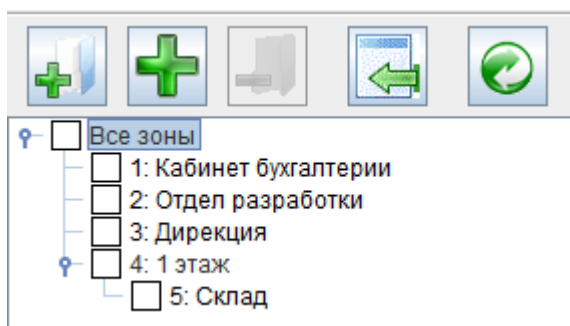 Все зоны
1: Кабинет бухгалтерии
2: Отдел разработки
3: Дирекция
4: 1 этаж
5: Склад